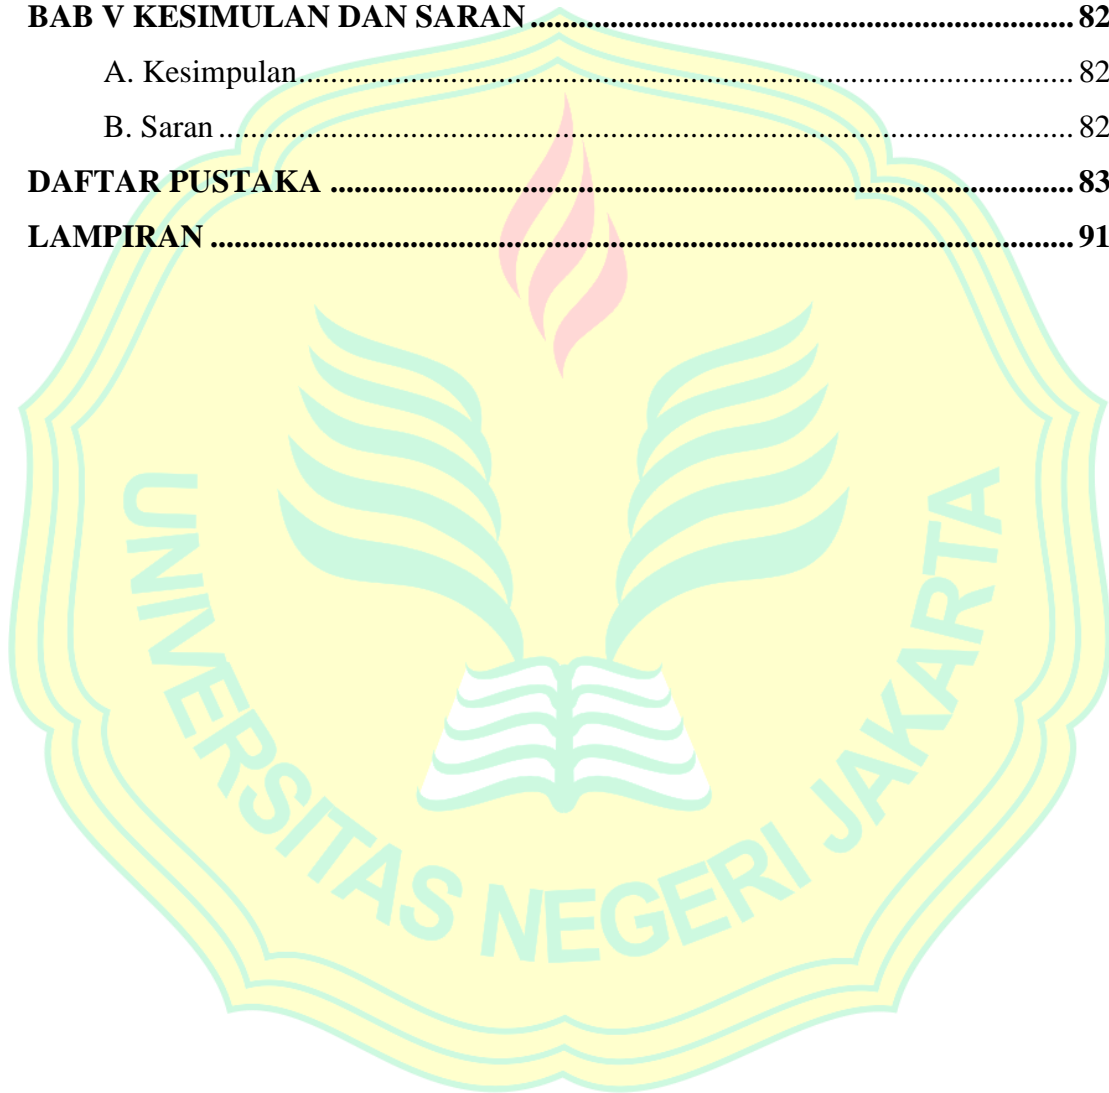 BAB V KESIMULAN DAN SARAN ........................................................................ 82
A. Kesimpulan.................................................................................................... 82
B. Saran .............................................................................................................. 82
DAFTAR PUSTAKA ............................................................................................... 83
LAMPIRAN .............................................................................................................. 91
UNIVERSITAS NEGERI JAKARTA